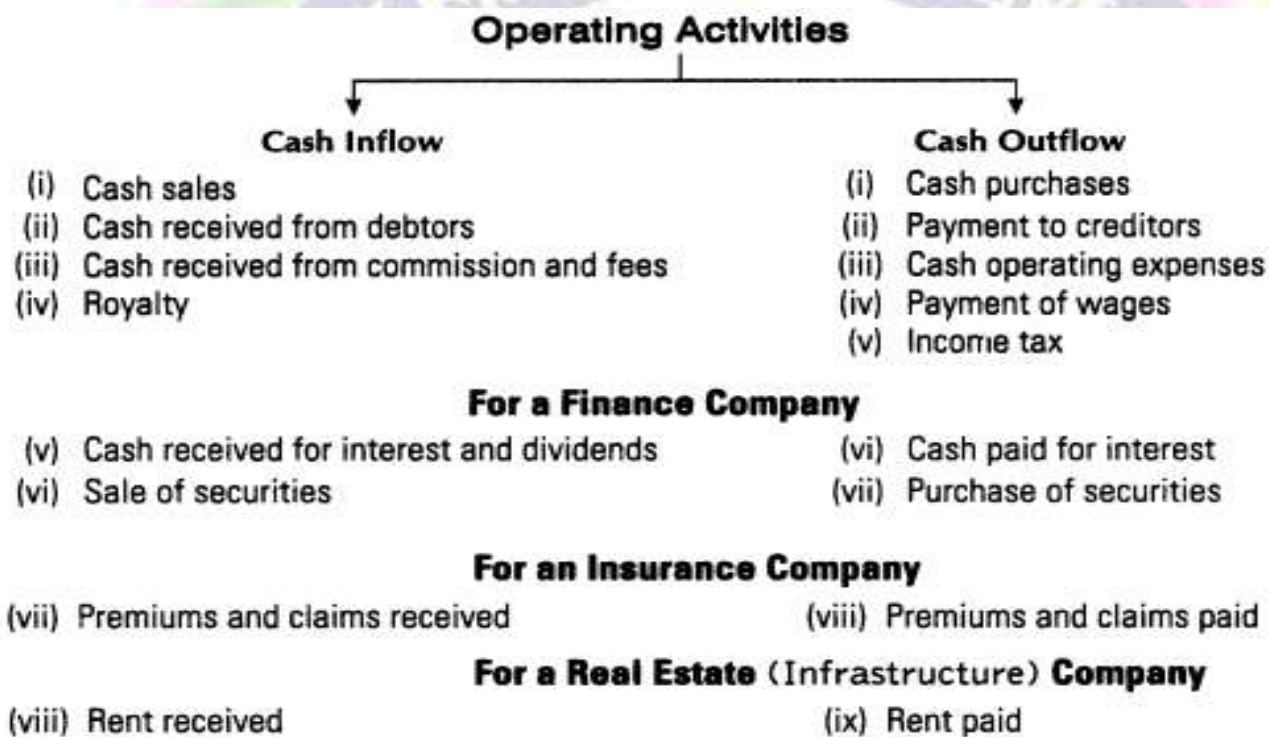 Operating Activities
Cash Inflow
(i) Cash sales
(ii) Cash received from debtors
(iii) Cash received from commission and fees
(iv) Royalty
Cash Outflow
(i) Cash purchases
(ii) Payment to creditors
(iii) Cash operating expenses
(iv) Payment of wages
(v) Income tax
For a Finance Company
(v) Cash received for interest and dividends
(vi) Sale of securities
(vi) Cash paid for interest
(vii) Purchase of securities
For an Insurance Company
(vii) Premiums and claims received
(viii) Premiums and claims paid
For a Real Estate (Infrastructure) Company
(viii) Rent received
(ix) Rent paid